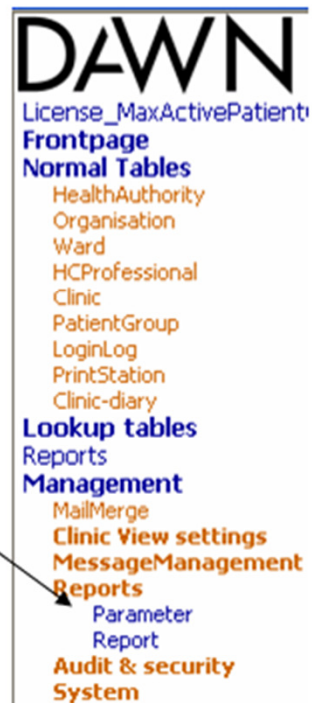 DAWN
License_MaxActivePatient
Frontpage
Normal Tables
HealthAuthority
Organisation
Ward
HCProfessional
Clinic
PatientGroup
LoginLog
PrintStation
Clinic-diary
Lookup tables
Reports
Management
MailMerge
Clinic View settings
MessageManagement
Reports
Parameter
Report
Audit & security
System